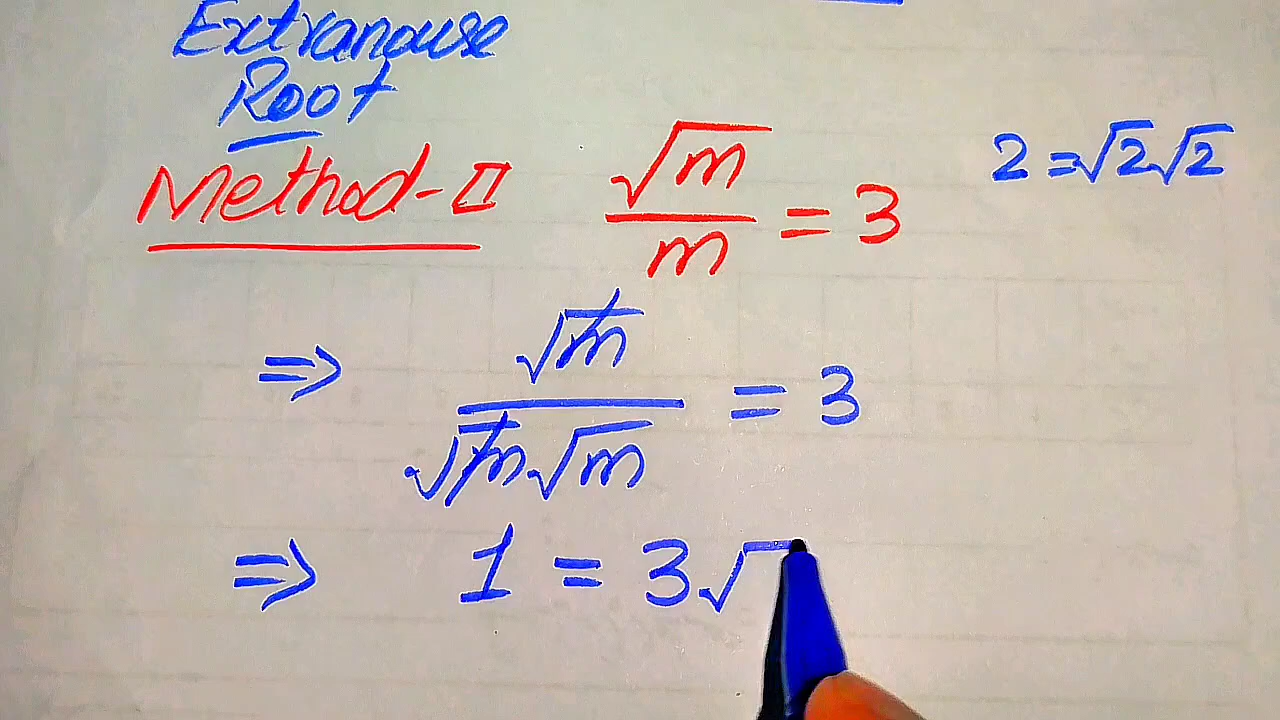 Extranouse
Root
Method-II √m/m = 3
2 = √2√2
⇒ √m/√m√m = 3
⇒ 1 = 3√